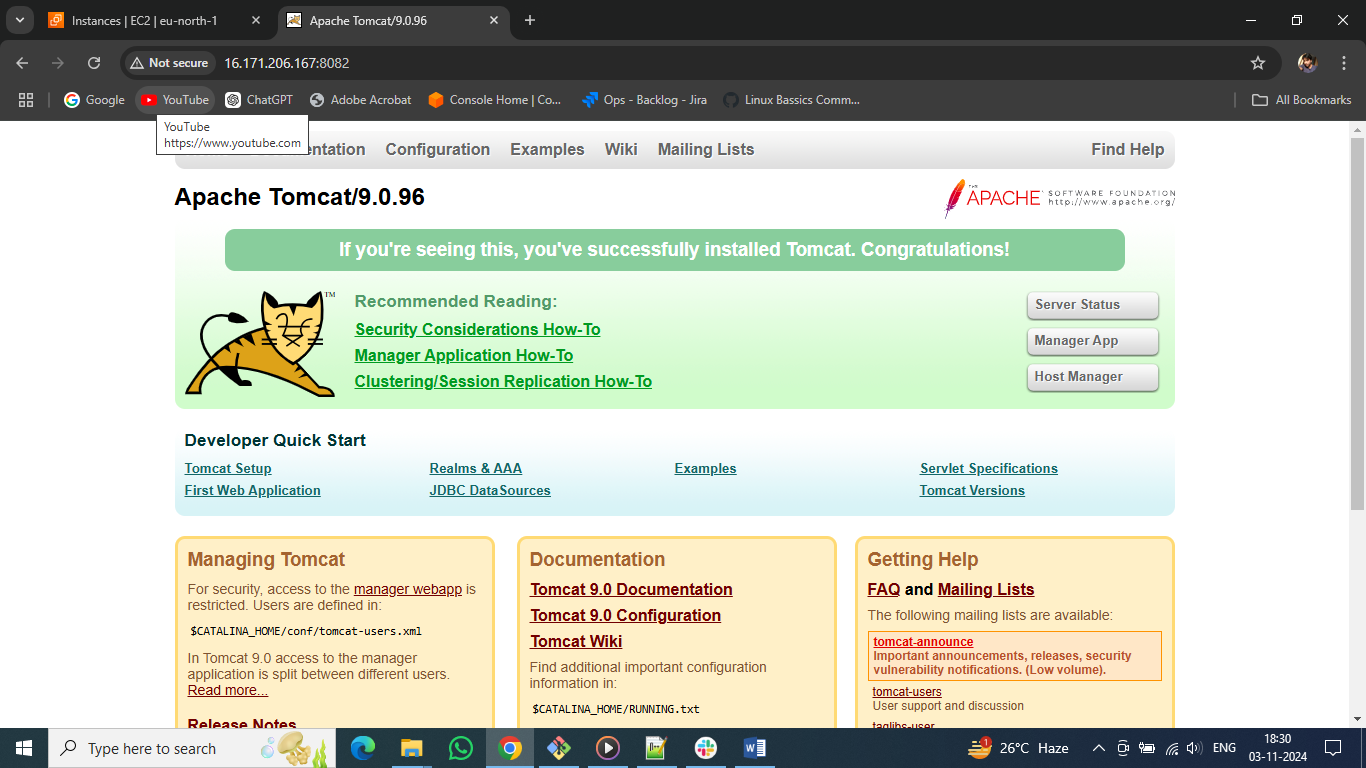 Instances | EC2 | eu-north-1
Apache Tomcat/9.0.96
Not secure
16.171.206.167:8082
Google
YouTube
ChatGPT
Adobe Acrobat
Console Home | Co...
Ops - Backlog - Jira
Linux Bassics Comm...
All Bookmarks
YouTube
https://www.youtube.com
Configuration
Examples
Wiki
Mailing Lists
Find Help
Apache Tomcat/9.0.96
THE
APACHE
SOFTWARE FOUNDATION
http://www.apache.org/
If you're seeing this, you've successfully installed Tomcat. Congratulations!
TM
Recommended Reading:
Security Considerations How-To
Manager Application How-To
Clustering/Session Replication How-To
Server Status
Manager App
Host Manager
Developer Quick Start
Tomcat Setup
First Web Application
Realms & AAA
JDBC DataSources
Examples
Servlet Specifications
Tomcat Versions
Managing Tomcat
For security, access to the manager webapp is
restricted. Users are defined in:
$CATALINA_HOME/conf/tomcat-users.xml
In Tomcat 9.0 access to the manager
application is split between different users.
Read more...
Release Notes
Documentation
Tomcat 9.0 Documentation
Tomcat 9.0 Configuration
Tomcat Wiki
Find additional important configuration
information in:
$CATALINA_HOME/RUNNING.txt
Getting Help
FAQ and Mailing Lists
The following mailing lists are available:
tomcat-announce
Important announcements, releases, security
vulnerability notifications. (Low volume).
tomcat-users
User support and discussion
taglibs-user
Type here to search
1
26°C Haze
ENG
18:30
03-11-2024